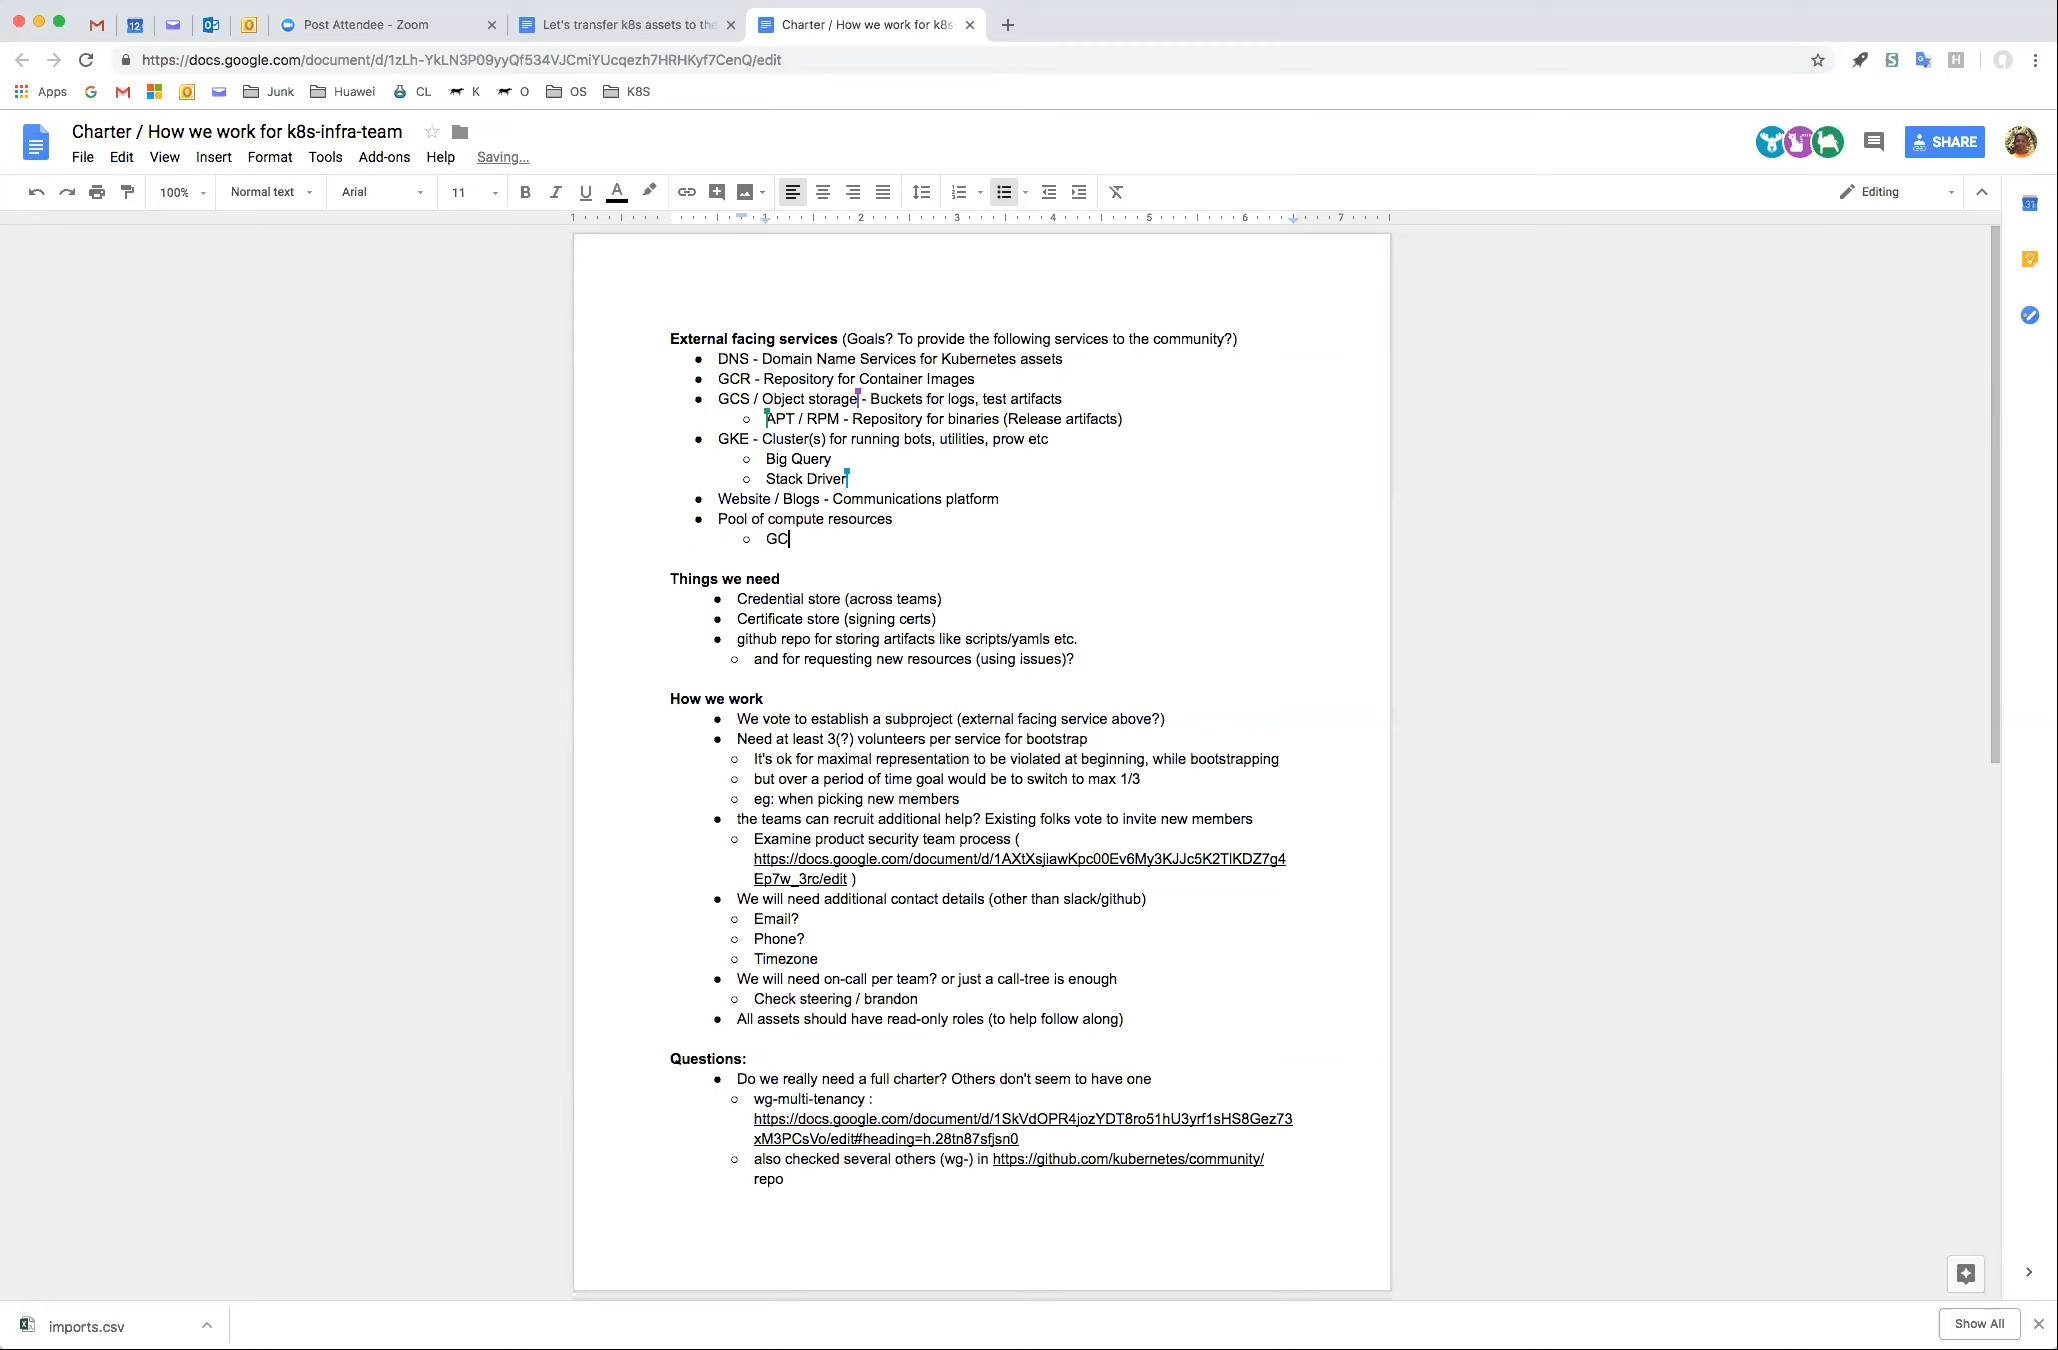 Post Attendee - Zoom
Let's transfer k8s assets to the
Charter / How we work for k8s-
https://docs.google.com/document/d/1zLh-YkLN3P09yyQf534VJCmiYUcqezh7HRHKyf7CenQ/edit
Apps Junk Huawei CL K O OS K8S
Charter / How we work for k8s-infra-team
SHARE
File Edit View Insert Format Tools Add-ons Help Saving...
100% Normal text Arial 11 B I U A Editing
1 1 2 3 4 5 6 7
External facing services (Goals? To provide the following services to the community?)
● DNS - Domain Name Services for Kubernetes assets
● GCR - Repository for Container Images
● GCS / Object storage - Buckets for logs, test artifacts
○ APT / RPM - Repository for binaries (Release artifacts)
● GKE - Cluster(s) for running bots, utilities, prow etc
○ Big Query
○ Stack Driver
● Website / Blogs - Communications platform
● Pool of compute resources
○ GC
Things we need
● Credential store (across teams)
● Certificate store (signing certs)
● github repo for storing artifacts like scripts/yamls etc.
○ and for requesting new resources (using issues)?
How we work
● We vote to establish a subproject (external facing service above?)
● Need at least 3(?) volunteers per service for bootstrap
○ It's ok for maximal representation to be violated at beginning, while bootstrapping
○ but over a period of time goal would be to switch to max 1/3
○ eg: when picking new members
● the teams can recruit additional help? Existing folks vote to invite new members
○ Examine product security team process (
https://docs.google.com/document/d/1AXtXsjiawKpc00Ev6My3KJJc5K2TlKDZ7g4
Ep7w_3rc/edit )
● We will need additional contact details (other than slack/github)
○ Email?
○ Phone?
○ Timezone
● We will need on-call per team? or just a call-tree is enough
○ Check steering / brandon
● All assets should have read-only roles (to help follow along)
Questions:
● Do we really need a full charter? Others don't seem to have one
○ wg-multi-tenancy :
https://docs.google.com/document/d/1SkVdOPR4jozYDT8ro51hU3yrf1sHS8Gez73
xM3PCsVo/edit#heading=h.28tn87sfjsn0
○ also checked several others (wg-) in https://github.com/kubernetes/community/
repo
imports.csv
Show All